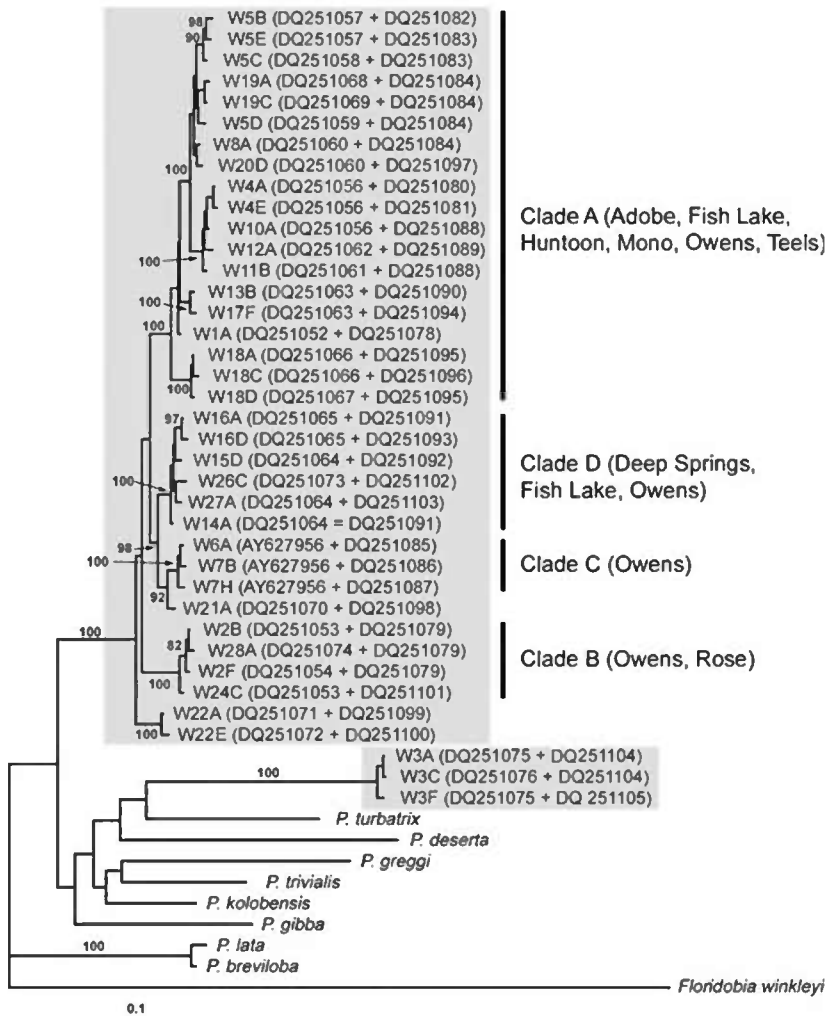 98
90
W5B (DQ251057 + DQ251082)
W5E (DQ251057 + DQ251083)
W5C (DQ251058 + DQ251083)
W19A (DQ251068 + DQ251084)
W19C (DQ251069 + DQ251084)
W5D (DQ251059 + DQ251084)
W8A (DQ251060 + DQ251084)
100
W20D (DQ251060 + DQ251097)
W4A (DQ251056 + DQ251080)
W4E (DQ251056 + DQ251081)
W10A (DQ251056 + DQ251088)
W12A (DQ251062 + DQ251089)
100
W11B (DQ251061 + DQ251088)
W13B (DQ251063 + DQ251090)
100
W17F (DQ251063 + DQ251094)
100
W1A (DQ251052 + DQ251078)
W18A (DQ251066 + DQ251095)
W18C (DQ251066 + DQ251096)
100
W18D (DQ251067 + DQ251095)
Clade A (Adobe, Fish Lake,
Huntoon, Mono, Owens, Teels)
97
W16A (DQ251065 + DQ251091)
W16D (DQ251065 + DQ251093)
W15D (DQ251064 + DQ251092)
100
W26C (DQ251073 + DQ251102)
W27A (DQ251064 + DQ251103)
W14A (DQ251064 = DQ251091)
Clade D (Deep Springs,
Fish Lake, Owens)
98
100
W6A (AY627956 + DQ251085)
W7B (AY627956 + DQ251086)
W7H (AY627956 + DQ251087)
Clade C (Owens)
92
W21A (DQ251070 + DQ251098)
82
W2B (DQ251053 + DQ251079)
W28A (DQ251074 + DQ251079)
W2F (DQ251054 + DQ251079)
100
W24C (DQ251053 + DQ251101)
Clade B (Owens, Rose)
100
W22A (DQ251071 + DQ251099)
100
W22E (DQ251072 + DQ251100)
W3A (DQ251075 + DQ251104)
100
W3C (DQ251076 + DQ251104)
W3F (DQ251075 + DQ 251105)
P. turbatrix
P. deserta
P. greggi
P. trivialis
P. kolobensis
P. gibba
100
P. lata
P. breviloba
Floridobia winkleyi
0.1